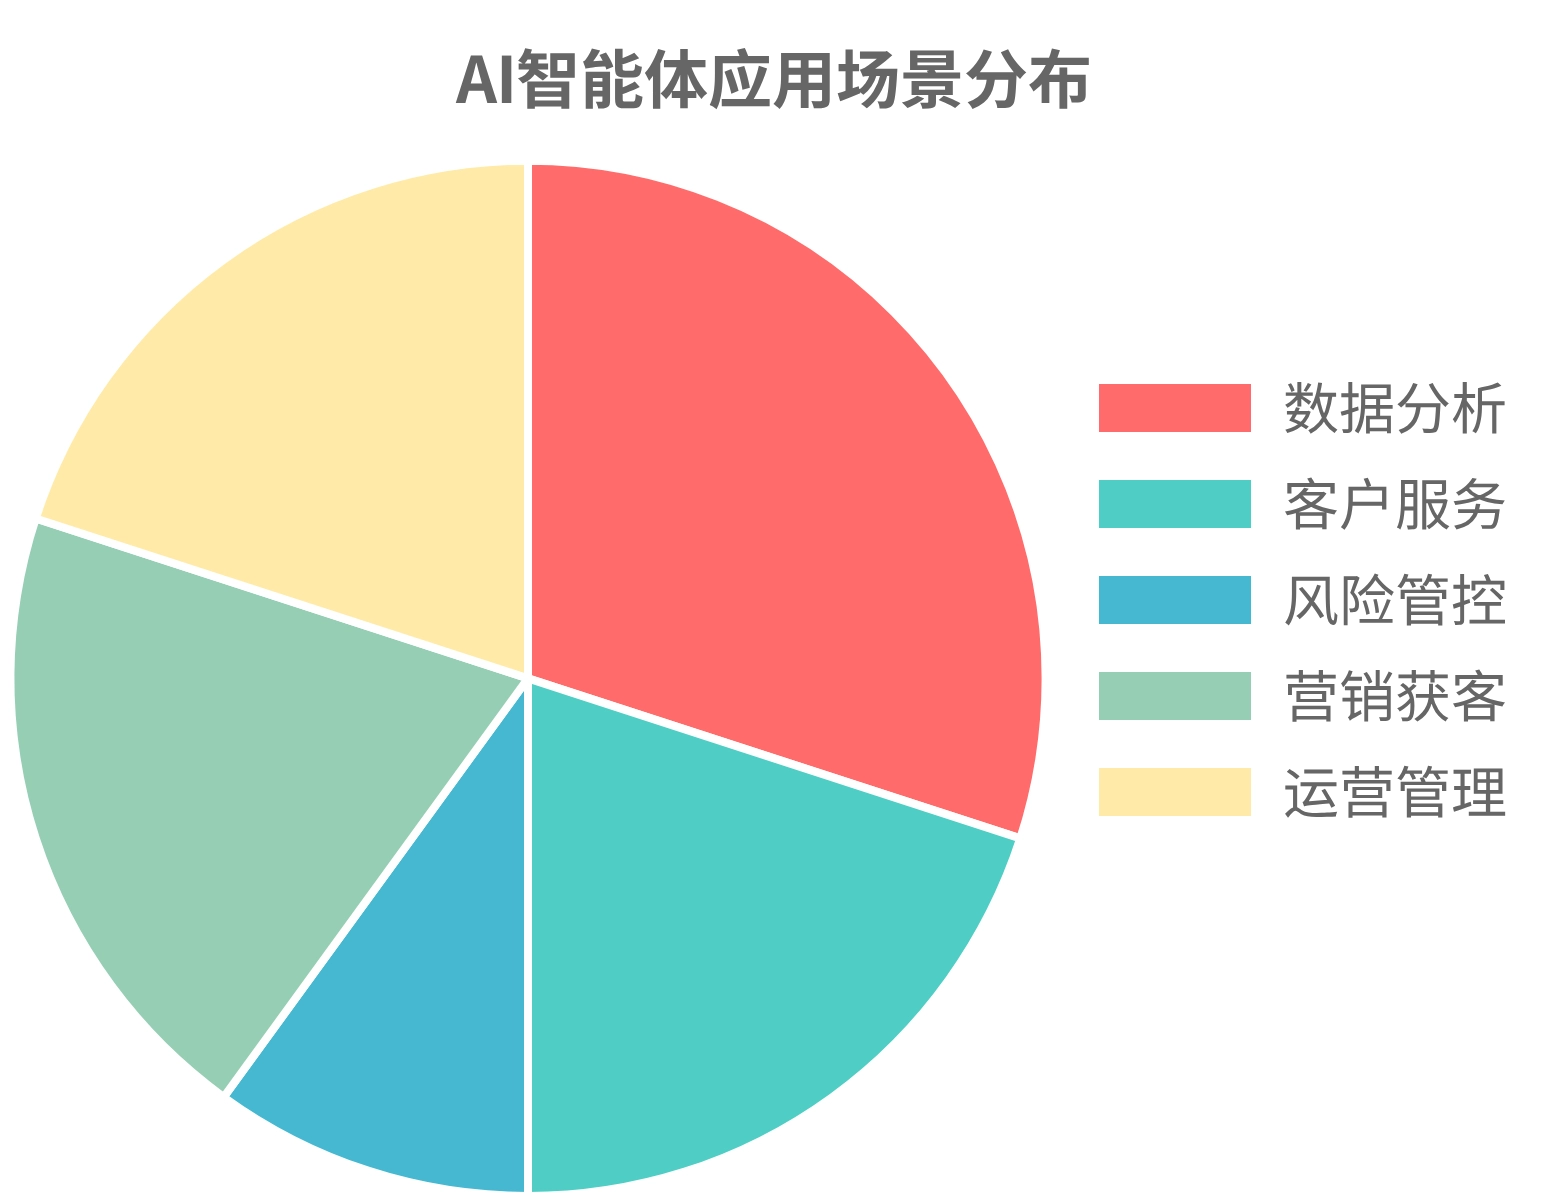 AI智能体应用场景分布
数据分析
客户服务
风险管控
营销获客
运营管理